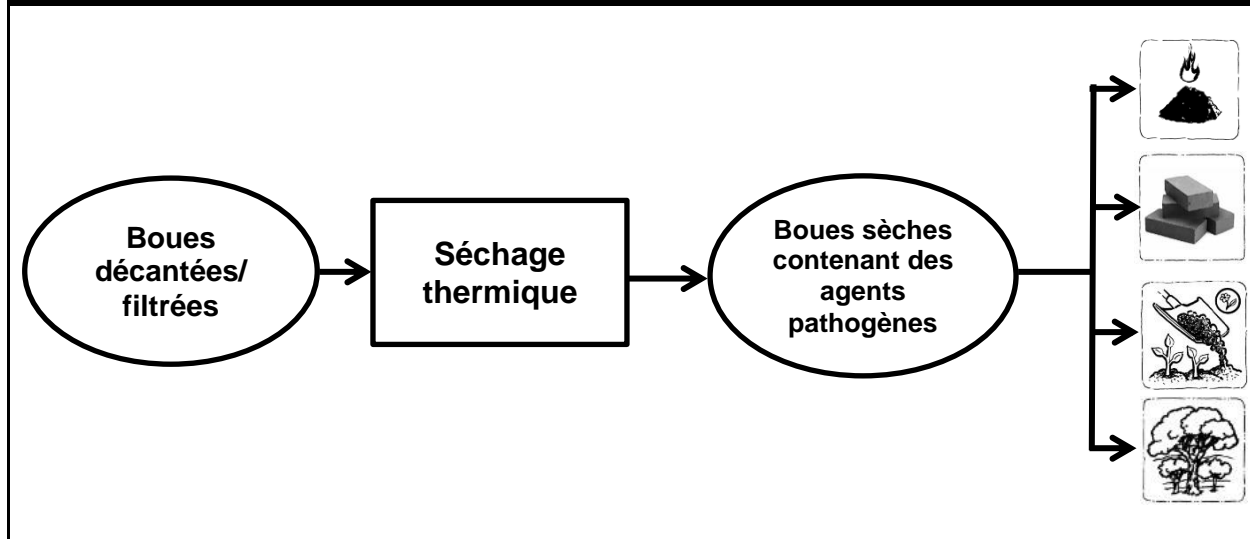 Boues
décantées/
filtrées
Séchage
thermique
Boues sèches
contenant des
agents
pathogènes